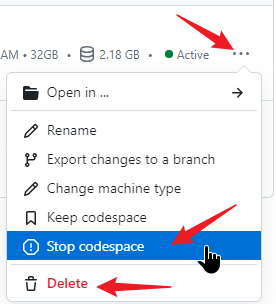 AM • 32GB • 2.18 GB • Active ...
Open in ...
Rename
Export changes to a branch
Change machine type
Keep codespace
Stop codespace
Delete